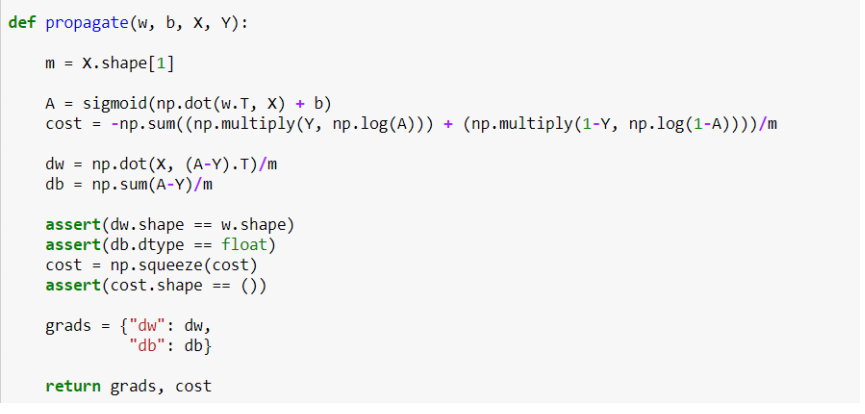 def propagate(w, b, X, Y):
m = X.shape[1]
A = sigmoid(np.dot(w.T, X) + b)
cost = -np.sum((np.multiply(Y, np.log(A))) + (np.multiply(1-Y, np.log(1-A))))/m
dw = np.dot(X, (A-Y).T)/m
db = np.sum(A-Y)/m
assert(dw.shape == w.shape)
assert(db.dtype == float)
cost = np.squeeze(cost)
assert(cost.shape == ())
grads = {"dw": dw,
"db": db}
return grads, cost